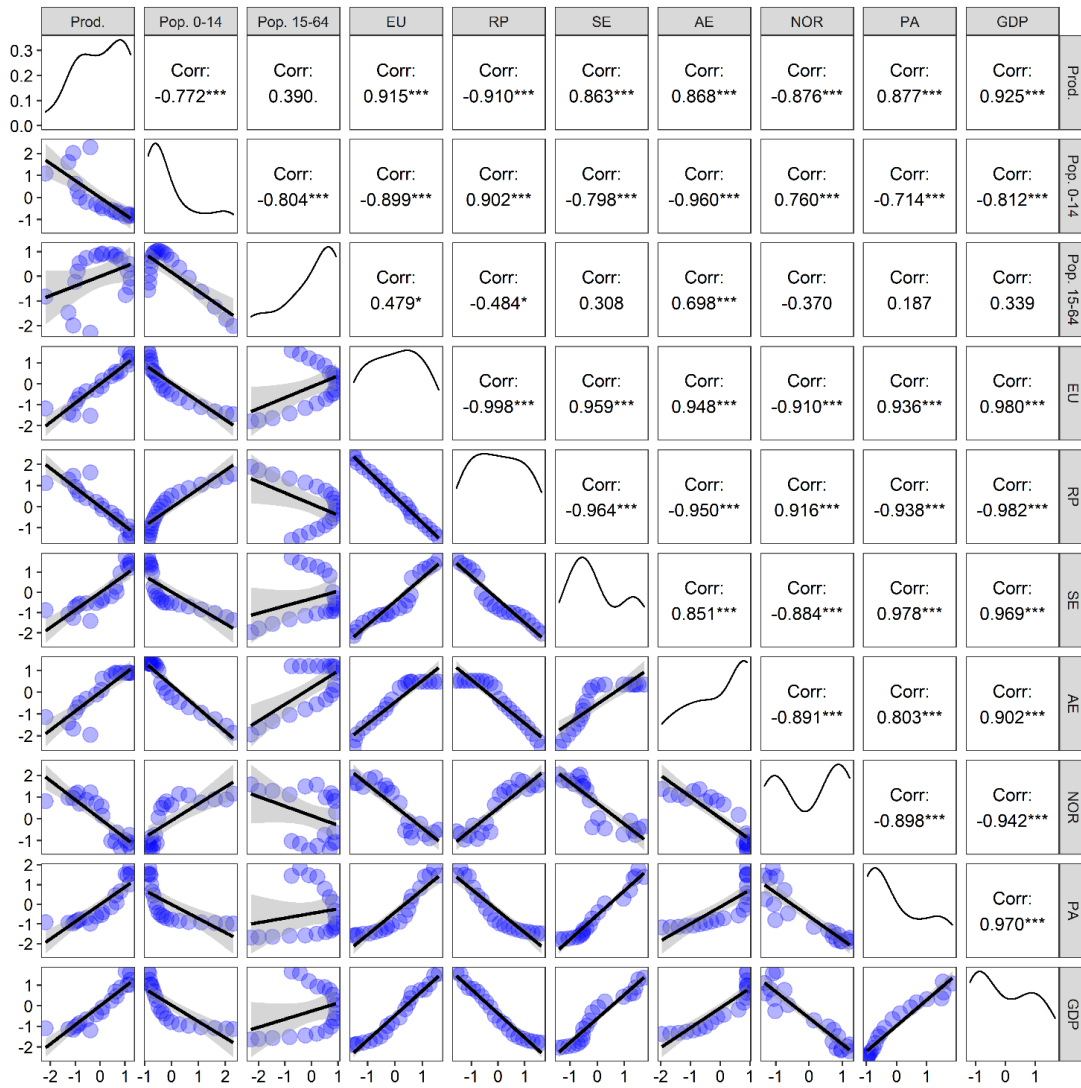 Prod. Pop. 0-14 Pop. 15-64 EU RP SE AE NOR PA GDP
0.3
0.2
0.1
0.0
Corr: Corr: Corr: Corr: Corr: Corr: Corr: Corr: Corr:
-0.772*** 0.390. 0.915*** -0.910*** 0.863*** 0.868*** -0.876*** 0.877*** 0.925***
Prod.
2
1
0
-1
Corr: Corr: Corr: Corr: Corr: Corr: Corr: Corr:
-0.804*** -0.899*** 0.902*** -0.798*** -0.960*** 0.760*** -0.714*** -0.812***
Pop. 0-14
1
0
-1
-2
Corr: Corr: Corr: Corr: Corr: Corr: Corr:
0.479* -0.484* 0.308 0.698*** -0.370 0.187 0.339
Pop. 15-64
1
0
-1
-2
Corr: Corr: Corr: Corr: Corr: Corr:
-0.998*** 0.959*** 0.948*** -0.910*** 0.936*** 0.980***
EU
2
1
0
-1
Corr: Corr: Corr: Corr: Corr:
-0.964*** -0.950*** 0.916*** -0.938*** -0.982***
RP
1
0
-1
-2
Corr: Corr: Corr: Corr:
0.851*** -0.884*** 0.978*** 0.969***
SE
1
0
-1
-2
Corr: Corr: Corr:
-0.891*** 0.803*** 0.902***
AE
2
1
0
-1
Corr: Corr:
-0.898*** -0.942***
NOR
2
1
0
-1
-2
Corr:
0.970***
PA
1
0
-1
-2
GDP
-2 -1 0 1 -1 0 1 2 -2 -1 0 1 -1 0 1 -1 0 1 -2 -1 0 1 -2 -1 0 1 -1 0 1 -1 0 1 2 -1 0 1